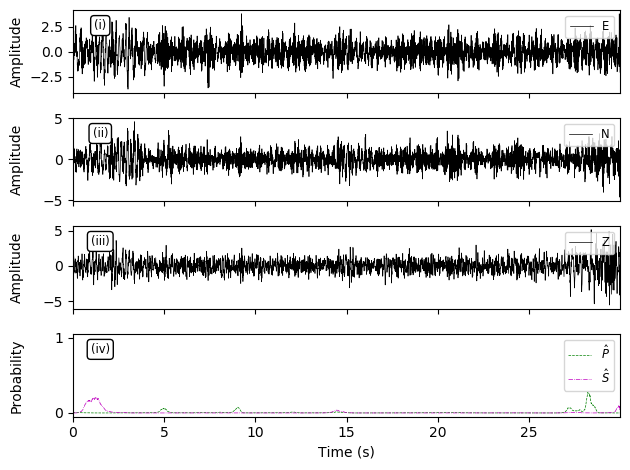 Amplitude
2.5
0.0
−2.5
(i)
E
Amplitude
5
0
−5
(ii)
N
Amplitude
5
0
−5
(iii)
Z
Probability
1
0
(iv)
P̂
Ŝ
0 5 10 15 20 25
Time (s)